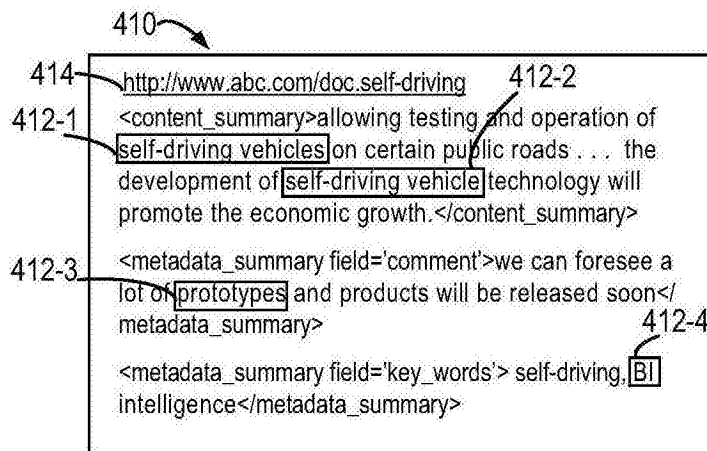 410
414
http://www.abc.com/doc.self-driving
412-2
412-1
<content_summary>allowing testing and operation of
self-driving vehicles on certain public roads . . . the
development of self-driving vehicle technology will
promote the economic growth.</content_summary>
412-3
<metadata_summary field='comment'>we can foresee a
lot of prototypes and products will be released soon</
metadata_summary>
412-4
<metadata_summary field='key_words'> self-driving, BI
intelligence</metadata_summary>